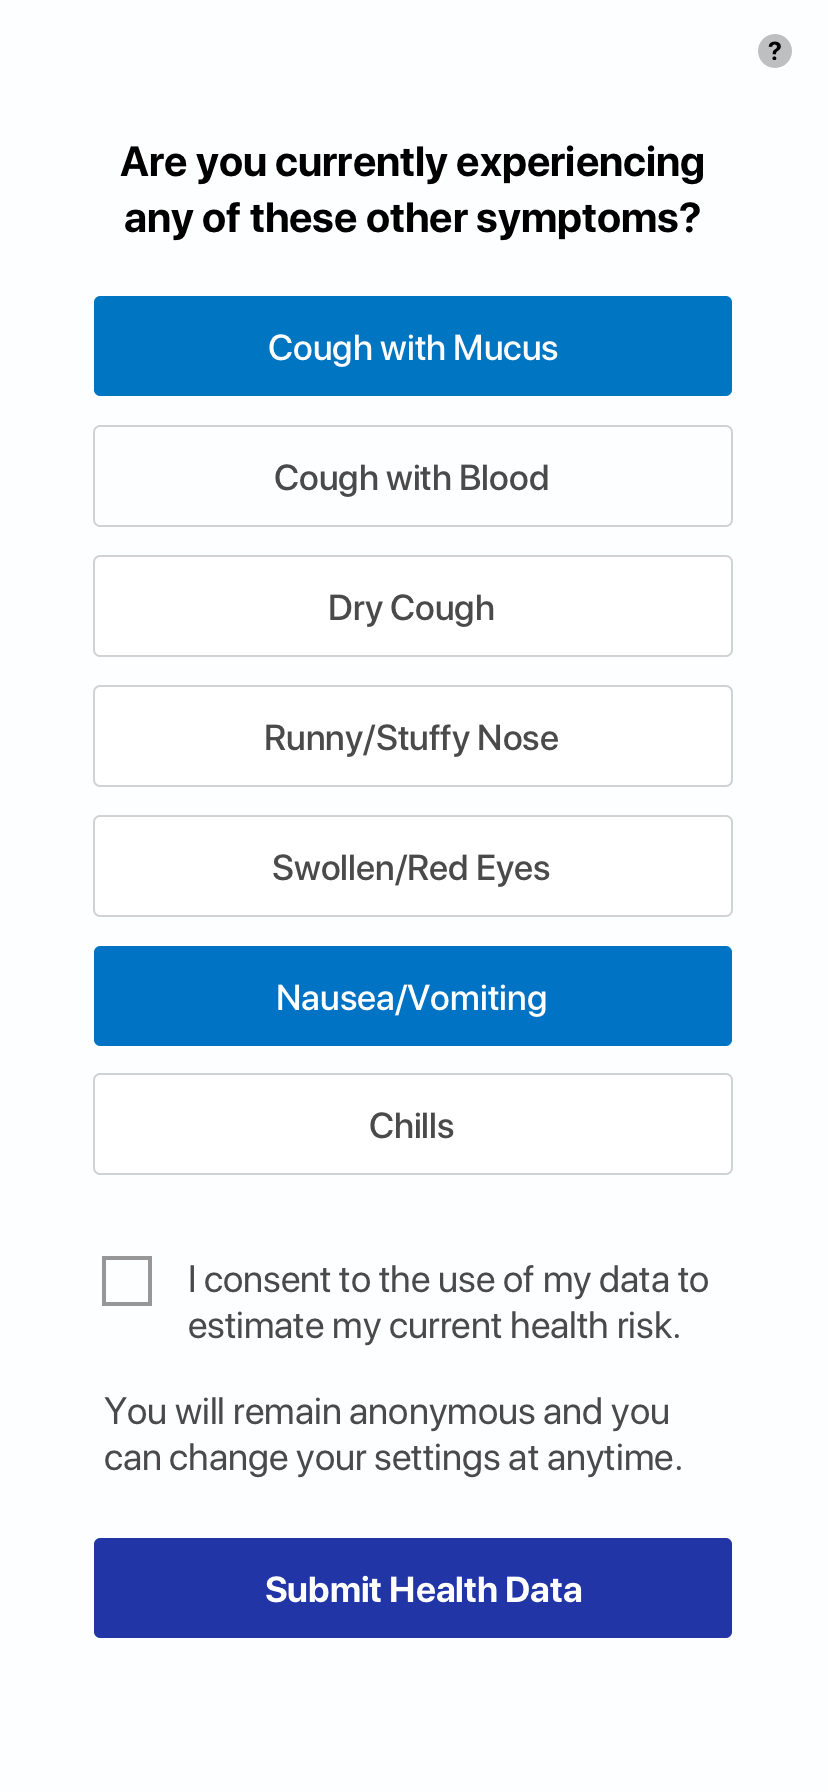 ?
Are you currently experiencing
any of these other symptoms?
Cough with Mucus
Cough with Blood
Dry Cough
Runny/Stuffy Nose
Swollen/Red Eyes
Nausea/Vomiting
Chills
I consent to the use of my data to
estimate my current health risk.
You will remain anonymous and you
can change your settings at anytime.
Submit Health Data